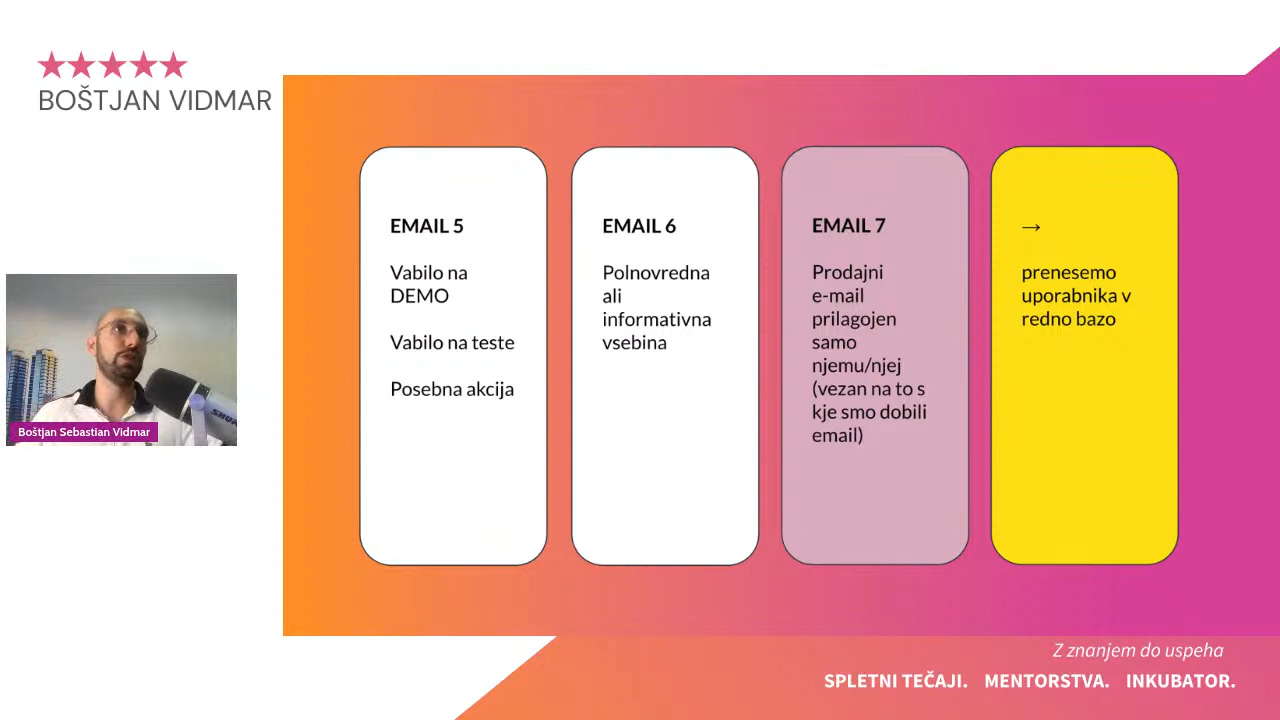 BOŠTJAN VIDMAR
EMAIL 5
Vabilo na
DEMO
Vabilo na teste
Posebna akcija
EMAIL 6
Polnovredna
ali
informativna
vsebina
EMAIL 7
Prodajni
e-mail
prilagojen
samo
njemu/njej
(vezan na to s
kje smo dobili
email)
→
prenesemo
uporabnika v
redno bazo
SHURE
Boštjan Sebastian Vidmar
Z znanjem do uspeha
SPLETNI TEČAJI. MENTORSTVA. INKUBATOR.